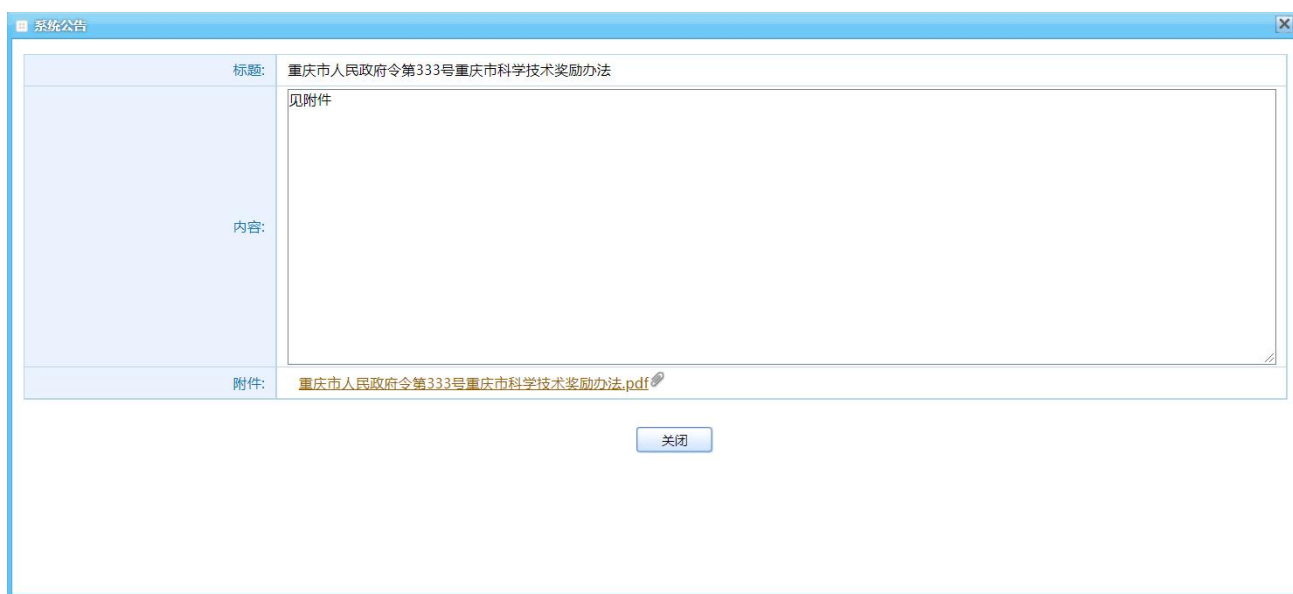 系统公告
标题: 重庆市人民政府令第333号重庆市科学技术奖励办法
见附件
内容:
附件: 重庆市人民政府令第333号重庆市科学技术奖励办法.pdf
关闭